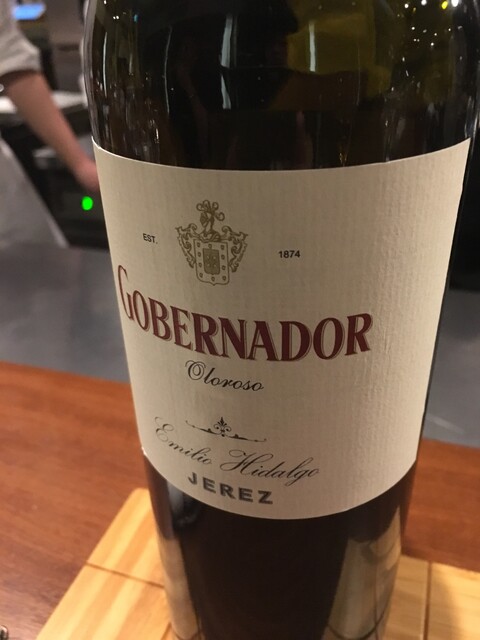 EST. 1874
GOBERNADOR
Oloroso
Emilio Hidalgo
JEREZ